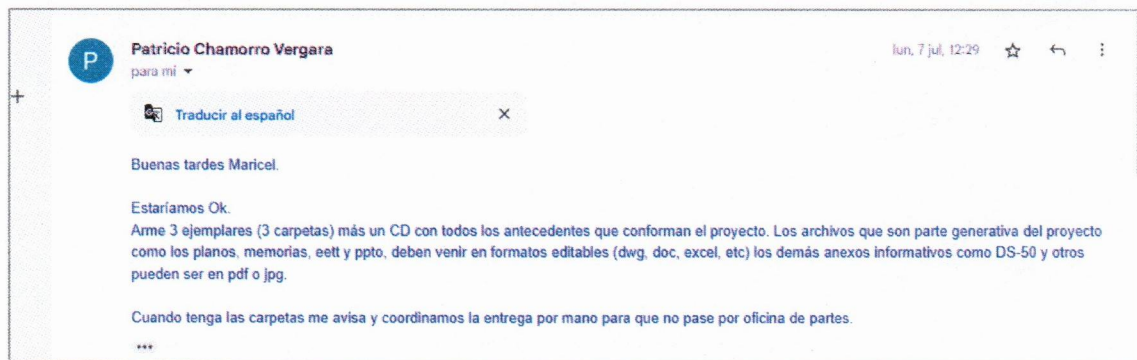 P
Patricio Chamorro Vergara
lun, 7 jul, 12:29
para mí
Traducir al español
Buenas tardes Maricel.
Estaríamos Ok.
Arme 3 ejemplares (3 carpetas) más un CD con todos los antecedentes que conforman el proyecto. Los archivos que son parte generativa del proyecto
como los planos, memorias, eett y ppto, deben venir en formatos editables (dwg, doc, excel, etc) los demás anexos informativos como DS-50 y otros
pueden ser en pdf o jpg.
Cuando tenga las carpetas me avisa y coordinamos la entrega por mano para que no pase por oficina de partes.